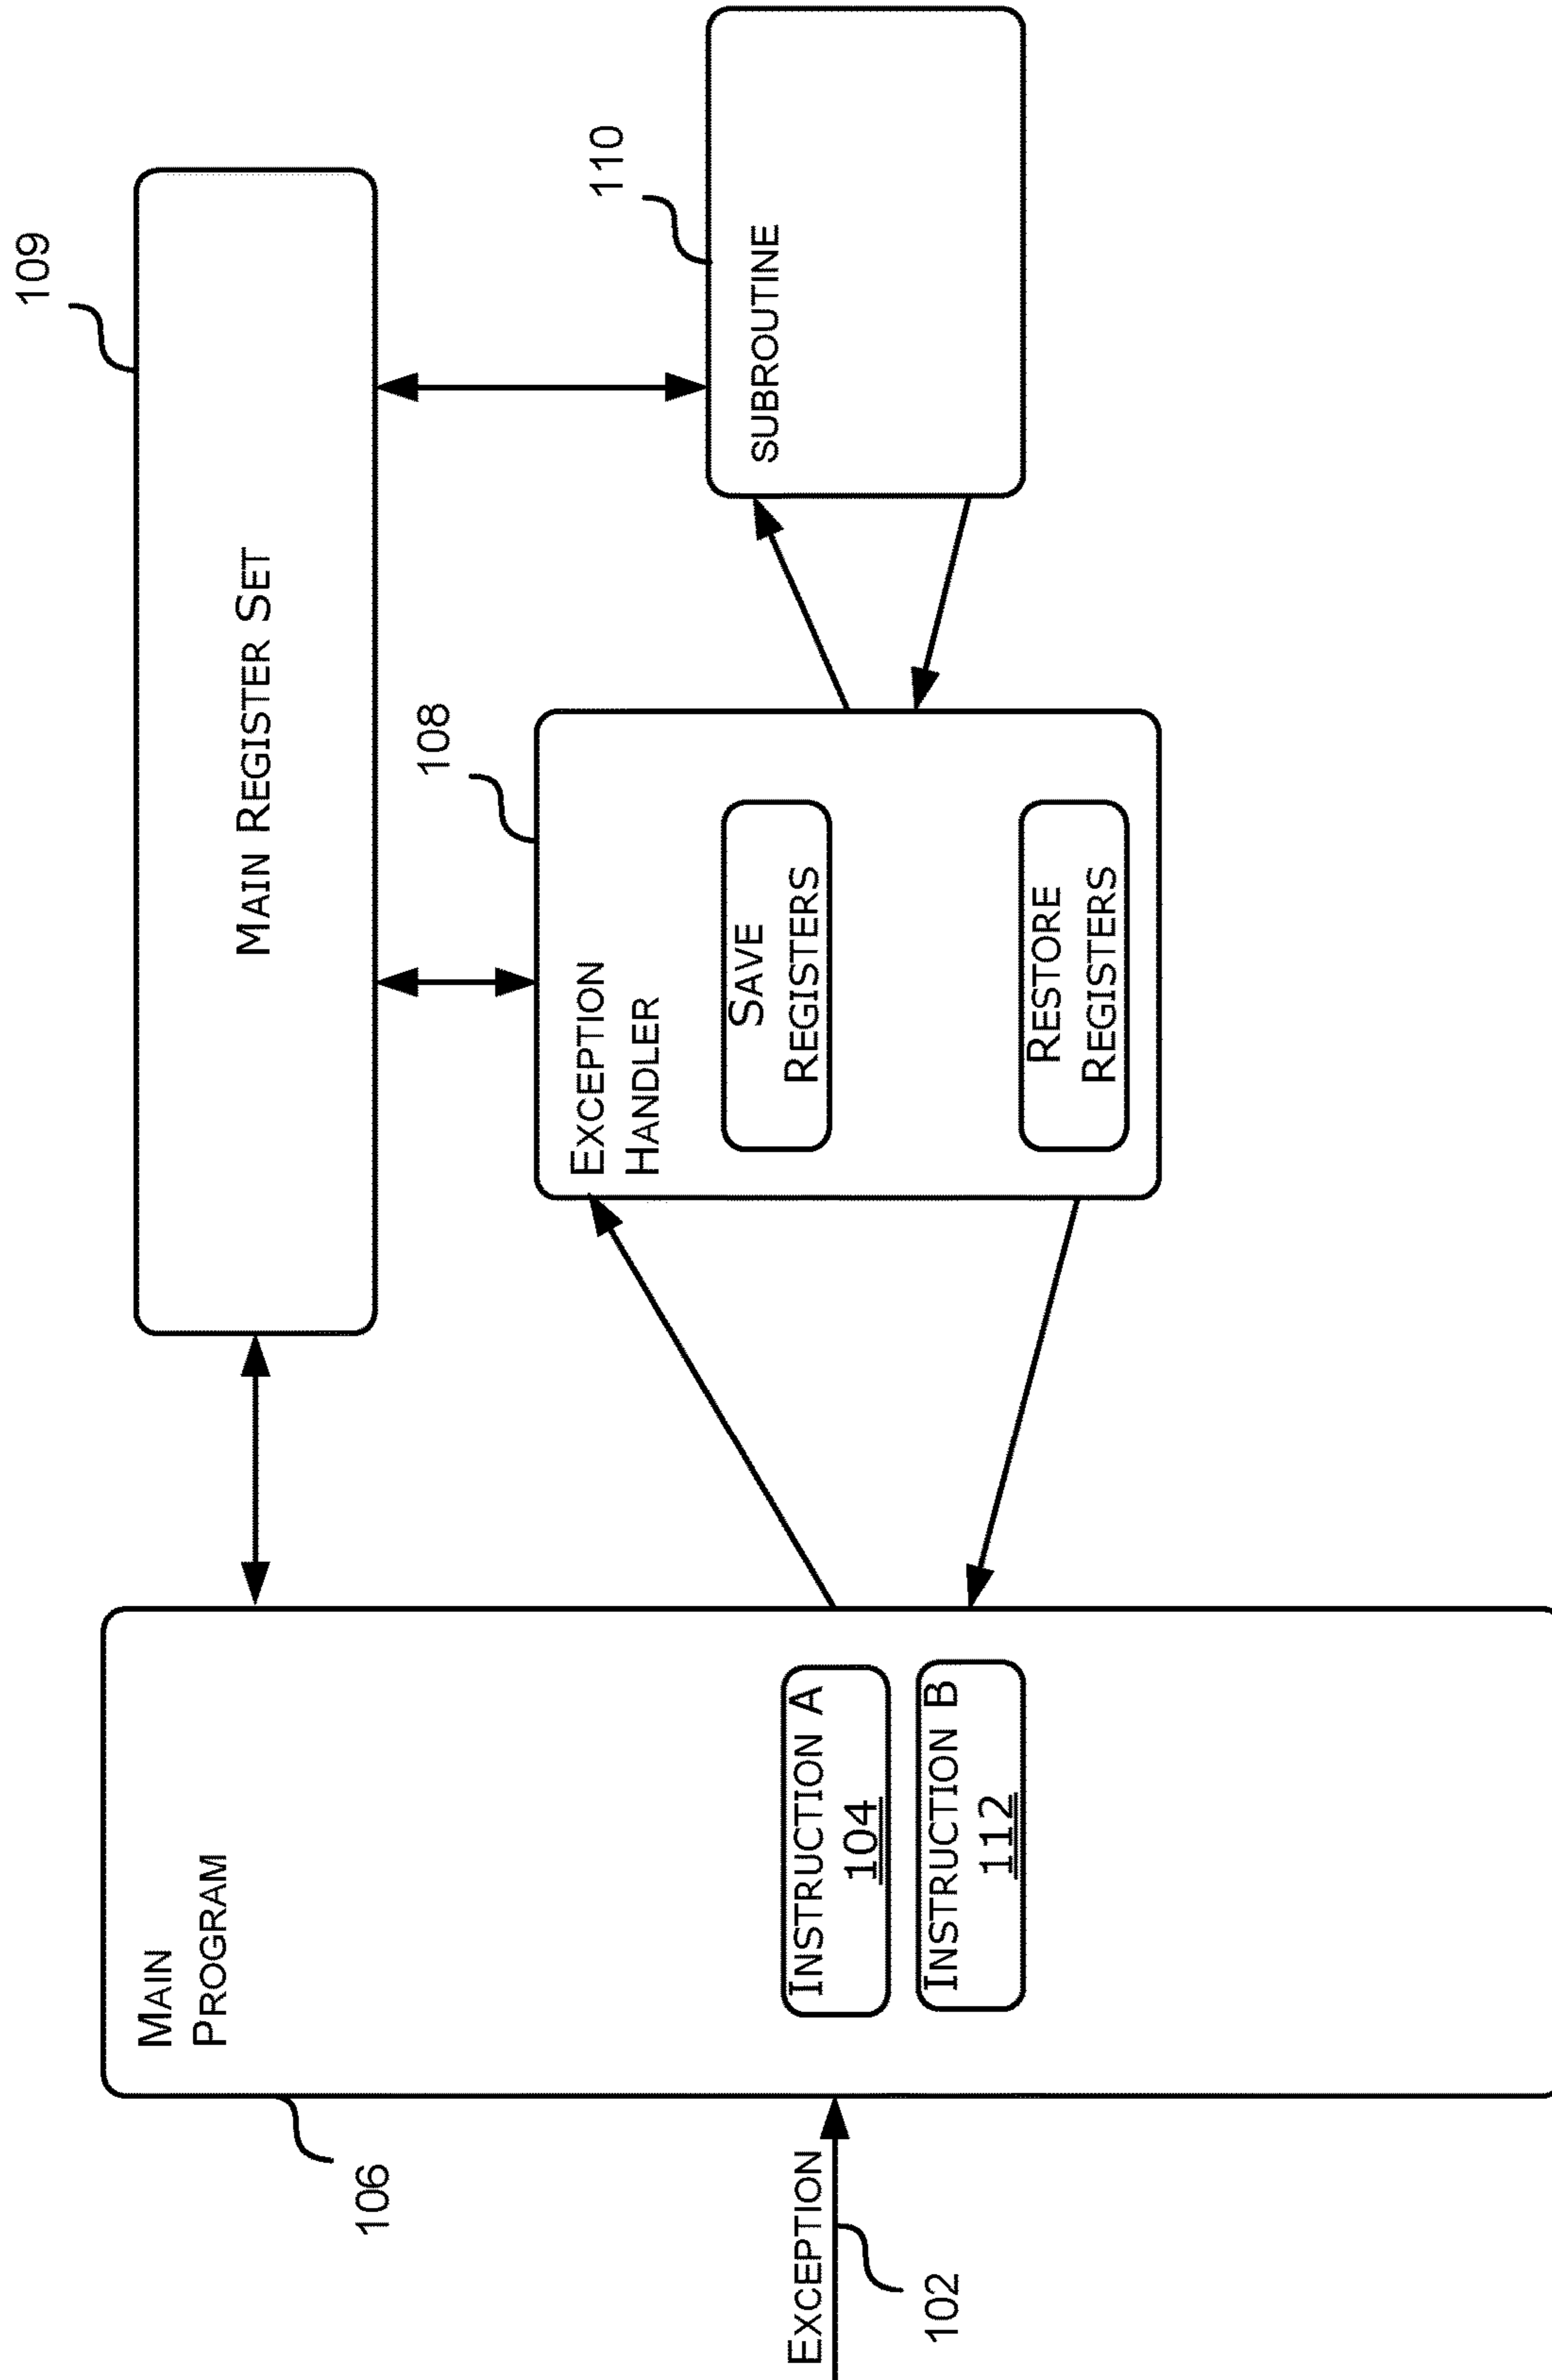 109
MAIN REGISTER SET
108
110
MAIN
PROGRAM
106
EXCEPTION
HANDLER
SUBROUTINE
SAVE
REGISTERS
EXCEPTION
102
INSTRUCTION A
104
INSTRUCTION B
112
RESTORE
REGISTERS